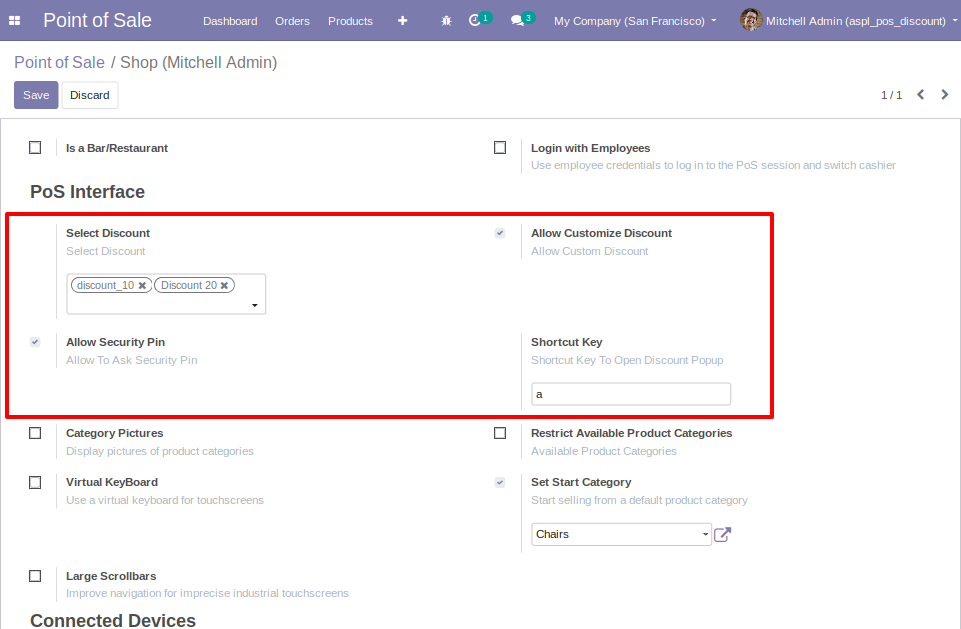 Point of Sale Dashboard Orders Products 1 3 My Company (San Francisco) Mitchell Admin (aspl_pos_discount)
Point of Sale / Shop (Mitchell Admin)
Save Discard 1 / 1
Is a Bar/Restaurant
Login with Employees
Use employee credentials to log in to the PoS session and switch cashier
PoS Interface
Select Discount
Select Discount
discount_10 Discount 20
Allow Customize Discount
Allow Custom Discount
Allow Security Pin
Allow To Ask Security Pin
Shortcut Key
Shortcut Key To Open Discount Popup
a
Category Pictures
Display pictures of product categories
Restrict Available Product Categories
Available Product Categories
Virtual KeyBoard
Use a virtual keyboard for touchscreens
Set Start Category
Start selling from a default product category
Chairs
Large Scrollbars
Improve navigation for imprecise industrial touchscreens
Connected Devices